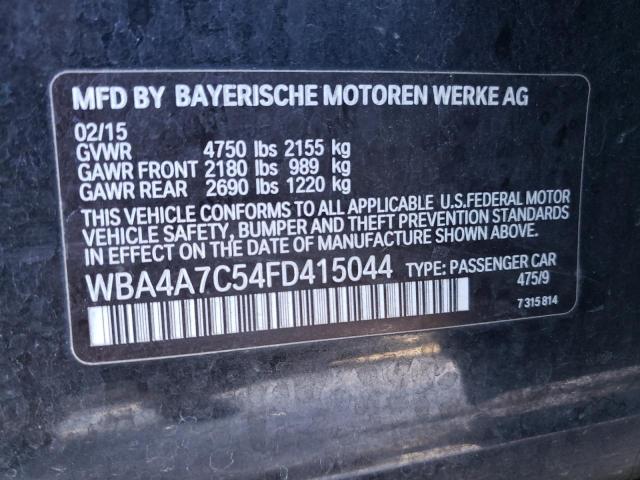 MFD BY BAYERISCHE MOTOREN WERKE AG
02/15
GVWR 4750 lbs 2155 kg
GAWR FRONT 2180 lbs 989 kg
GAWR REAR 2690 lbs 1220 kg
THIS VEHICLE CONFORMS TO ALL APPLICABLE U.S.FEDERAL MOTOR
VEHICLE SAFETY, BUMPER AND THEFT PREVENTION STANDARDS
IN EFFECT ON THE DATE OF MANUFACTURE.
WBA4A7C54FD415044 TYPE: PASSENGER CAR
475/9
7 315 814